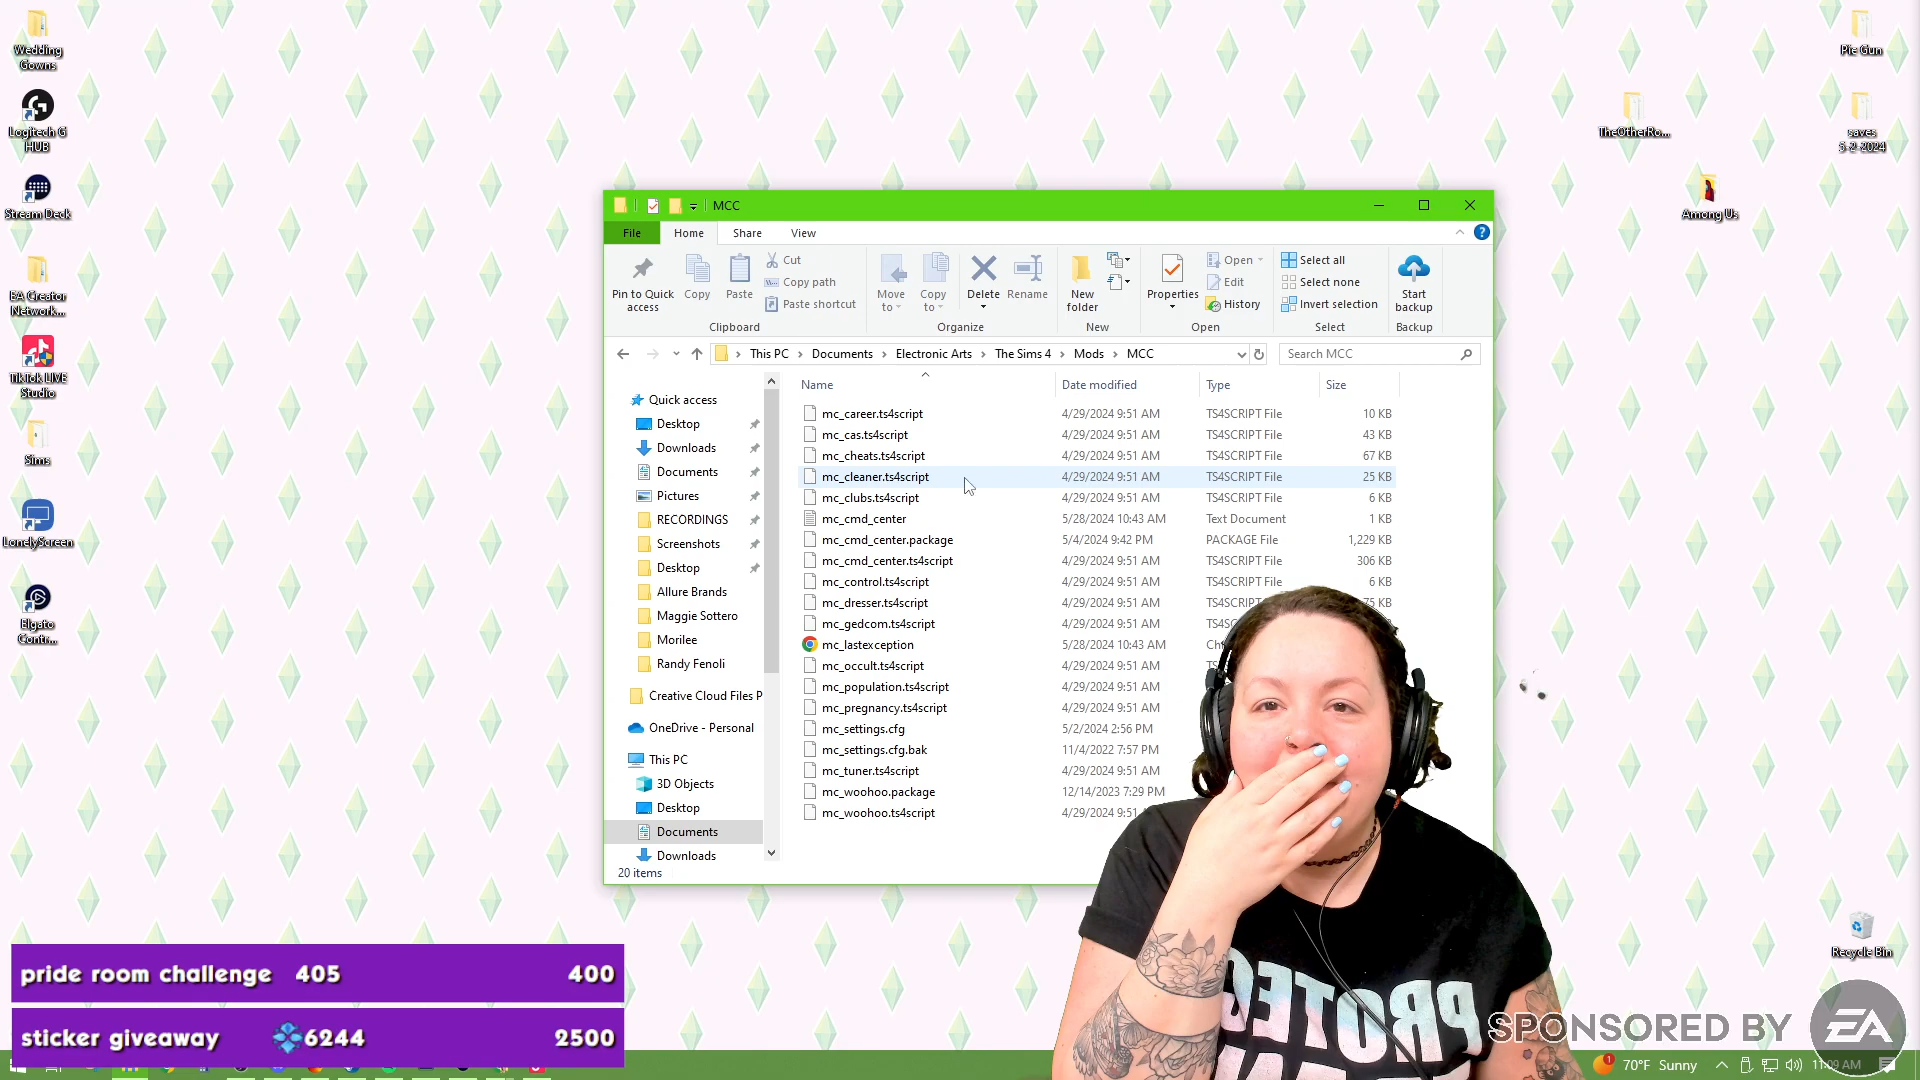 Wedding
Gowns
Logitech G
HUB
Stream Deck
EA Creator
Network...
TikTok LIVE
Studio
Sims
LonelyScreen
Elgato
Contr...
Pie Gun
TheOtherRo...
saves
5-2-2024
Among Us
Recycle Bin
MCC
File
Home
Share
View
Pin to Quick
access
Copy
Paste
Cut
Copy path
Paste shortcut
Clipboard
Move
to
Copy
to
Delete
Rename
Organize
New
folder
New
Properties
Open
Edit
History
Open
Select all
Select none
Invert selection
Select
Start
backup
Backup
This PC > Documents > Electronic Arts > The Sims 4 > Mods > MCC
Search MCC
Quick access
Desktop
Downloads
Documents
Pictures
RECORDINGS
Screenshots
Desktop
Allure Brands
Maggie Sottero
Morilee
Randy Fenoli
Creative Cloud Files P
OneDrive - Personal
This PC
3D Objects
Desktop
Documents
Downloads
20 items
Name Date modified Type Size
mc_career.ts4script 4/29/2024 9:51 AM TS4SCRIPT File 10 KB
mc_cas.ts4script 4/29/2024 9:51 AM TS4SCRIPT File 43 KB
mc_cheats.ts4script 4/29/2024 9:51 AM TS4SCRIPT File 67 KB
mc_cleaner.ts4script 4/29/2024 9:51 AM TS4SCRIPT File 25 KB
mc_clubs.ts4script 4/29/2024 9:51 AM TS4SCRIPT File 6 KB
mc_cmd_center 5/28/2024 10:43 AM Text Document 1 KB
mc_cmd_center.package 5/4/2024 9:42 PM PACKAGE File 1,229 KB
mc_cmd_center.ts4script 4/29/2024 9:51 AM TS4SCRIPT File 306 KB
mc_control.ts4script 4/29/2024 9:51 AM TS4SCRIPT File 6 KB
mc_dresser.ts4script 4/29/2024 9:51 AM TS4SCRIPT 75 KB
mc_gedcom.ts4script 4/29/2024 9:51 AM
mc_lastexception 5/28/2024 10:43 AM
mc_occult.ts4script 4/29/2024 9:51 AM
mc_population.ts4script 4/29/2024 9:51 AM
mc_pregnancy.ts4script 4/29/2024 9:51 AM
mc_settings.cfg 5/2/2024 2:56 PM
mc_settings.cfg.bak 11/4/2022 7:57 PM
mc_tuner.ts4script 4/29/2024 9:51 AM
mc_woohoo.package 12/14/2023 7:29 PM
mc_woohoo.ts4script 4/29/2024 9:51
pride room challenge 405 400
sticker giveaway 6244 2500
SPONSORED BY EA
1
70°F Sunny
11:09 AM